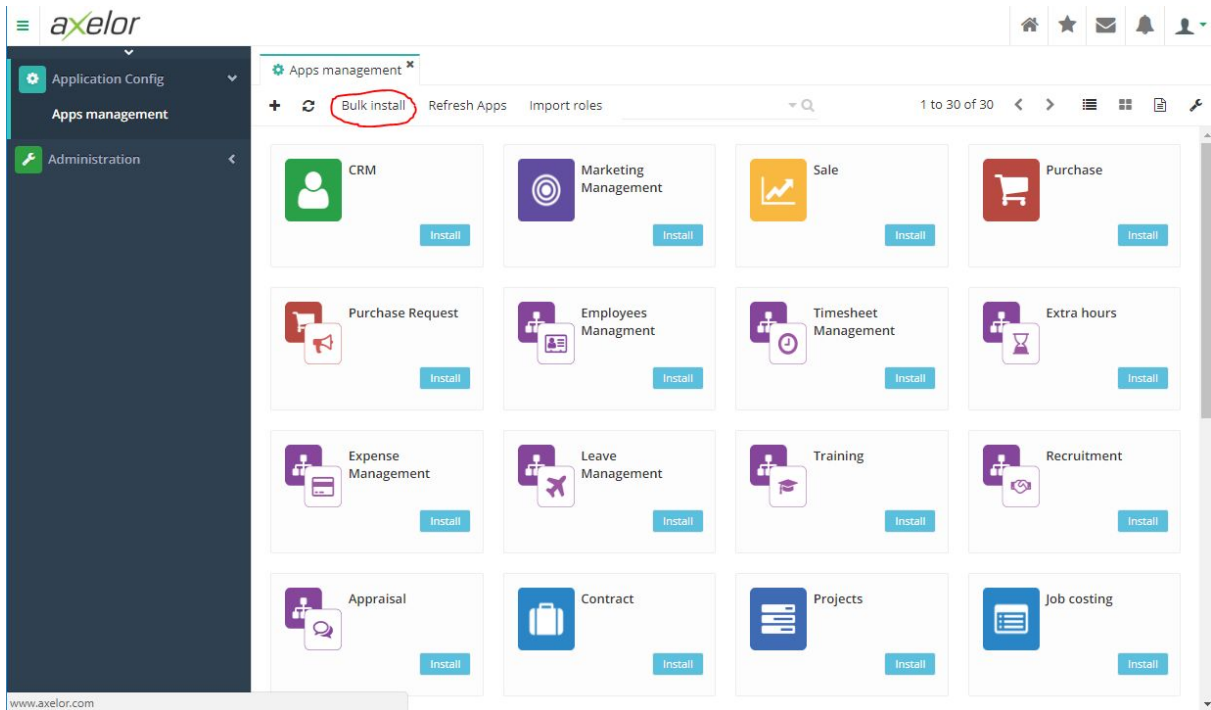 axelor
Application Config
Apps management
Administration
Apps management ×
Bulk install Refresh Apps Import roles 1 to 30 of 30
CRM
Install
Marketing
Management
Install
Sale
Install
Purchase
Install
Purchase Request
Install
Employees
Managment
Install
Timesheet
Management
Install
Extra hours
Install
Expense
Management
Install
Leave
Management
Install
Training
Install
Recruitment
Install
Appraisal
Install
Contract
Install
Projects
Install
Job costing
Install
www.axelor.com